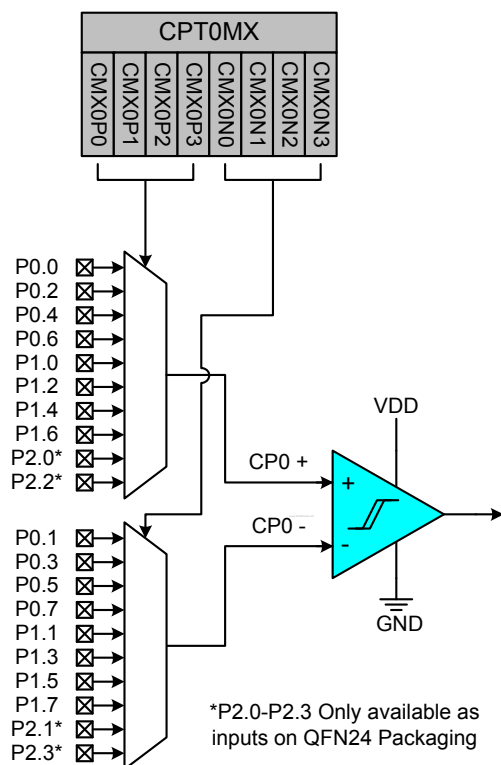 CPT0MX
CMX0P0
CMX0P1
CMX0P2
CMX0P3
CMX0N0
CMX0N1
CMX0N2
CMX0N3
P0.0
P0.2
P0.4
P0.6
P1.0
P1.2
P1.4
P1.6
P2.0*
P2.2*
VDD
CP0 +
+
CP0 -
-
GND
P0.1
P0.3
P0.5
P0.7
P1.1
P1.3
P1.5
P1.7
P2.1*
P2.3*
*P2.0-P2.3 Only available as
inputs on QFN24 Packaging